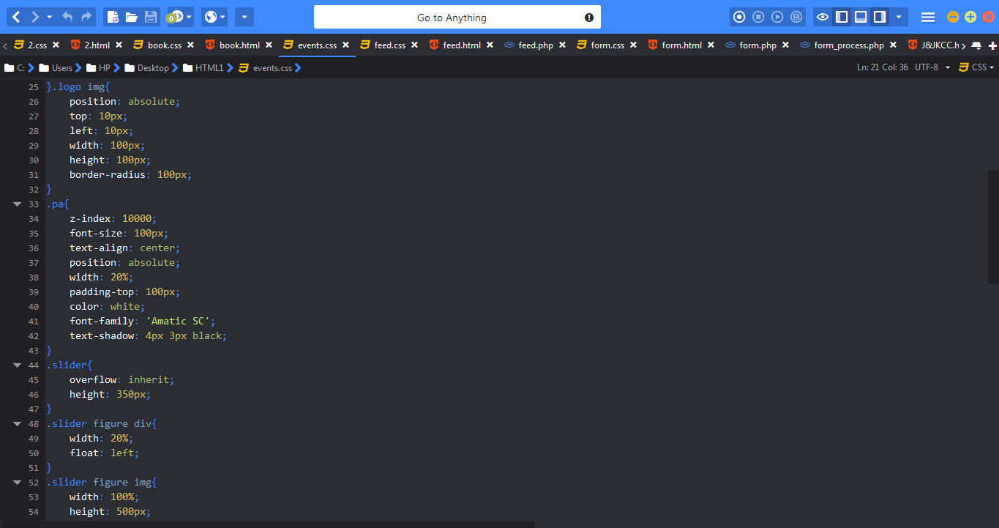 Go to Anything
0
2.css
2.html
book.css
book.html
events.css
feed.css
feed.html
feed.php
form.css
form.html
form.php
form_process.php
J&JKCC.h
C: Users HP Desktop HTML1 events.css
Ln: 21 Col: 36 UTF-8 CSS
25 }.logo img{
26 position: absolute;
27 top: 10px;
28 left: 10px;
29 width: 100px;
30 height: 100px;
31 border-radius: 100px;
32 }
33 .pa{
34 z-index: 10000;
35 font-size: 100px;
36 text-align: center;
37 position: absolute;
38 width: 20%;
39 padding-top: 100px;
40 color: white;
41 font-family: 'Amatic SC';
42 text-shadow: 4px 3px black;
43 }
44 .slider{
45 overflow: inherit;
46 height: 350px;
47 }
48 .slider figure div{
49 width: 20%;
50 float: left;
51 }
52 .slider figure img{
53 width: 100%;
54 height: 500px;